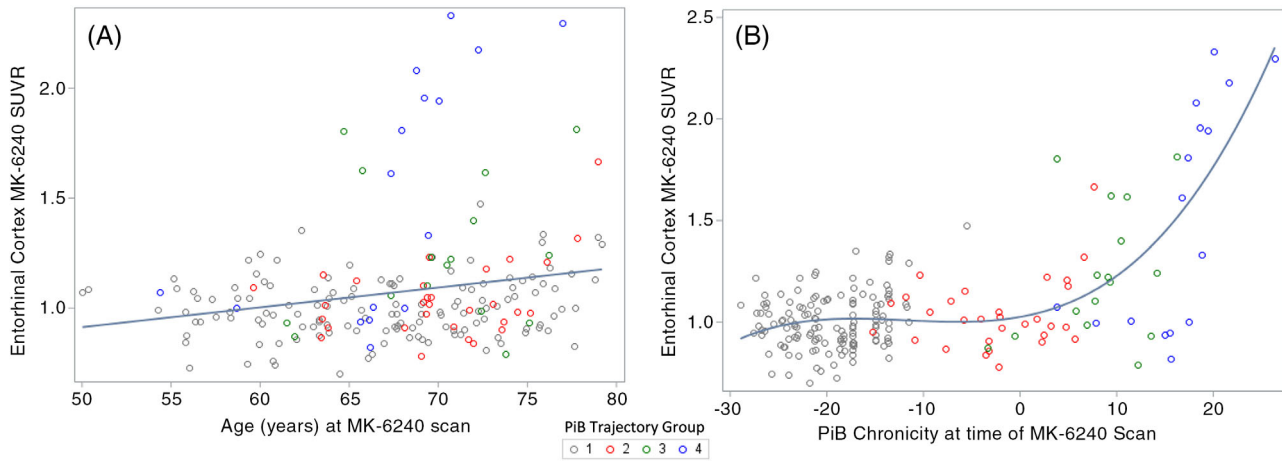 (A)
Entorhinal Cortex MK-6240 SUVR
2.0
1.5
1.0
50 55 60 65 70 75 80
Age (years) at MK-6240 scan
(B)
Entorhinal Cortex MK-6240 SUVR
2.5
2.0
1.5
1.0
-30 -20 -10 0 10 20
PiB Chronicity at time of MK-6240 Scan
PiB Trajectory Group
1 2 3 4